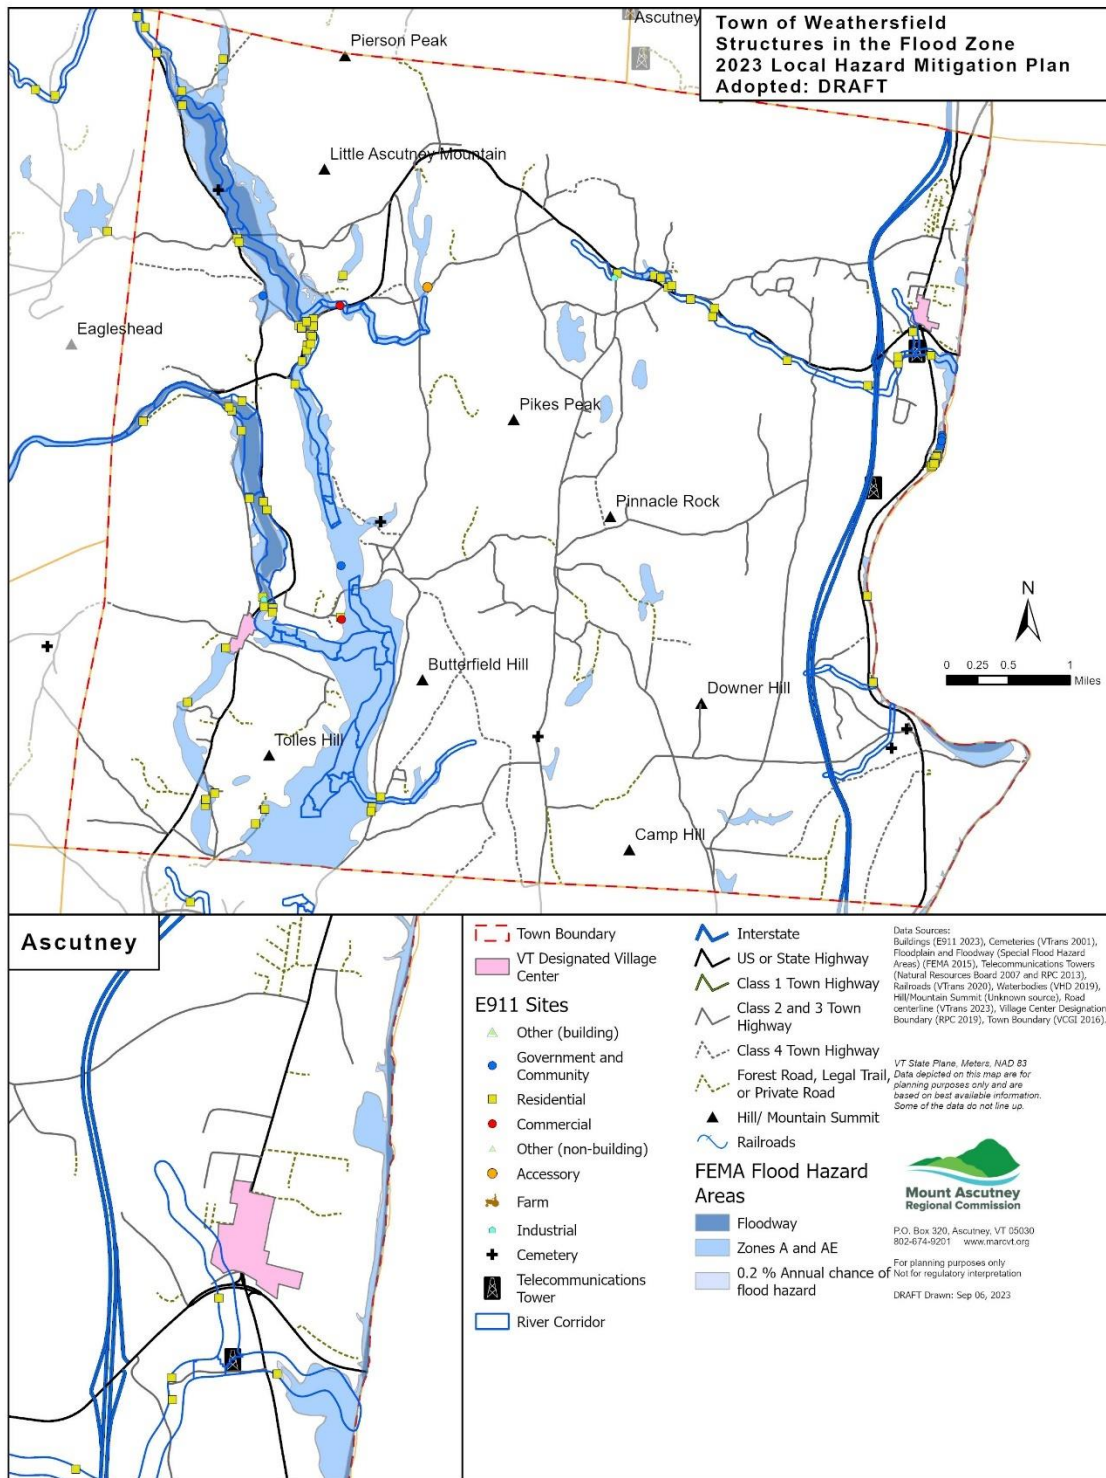 Town of Weathersfield
Structures in the Flood Zone
2023 Local Hazard Mitigation Plan
Adopted: DRAFT
Ascutney
Pierson Peak
Little Ascutney Mountain
Eagleshead
Pikes Peak
Pinnacle Rock
N
0 0.25 0.5 1
Miles
Butterfield Hill
Downer Hill
Tolles Hill
Camp Hill
Ascutney
Town Boundary
VT Designated Village
Center
E911 Sites
Other (building)
Government and
Community
Residential
Commercial
Other (non-building)
Accessory
Farm
Industrial
Cemetery
Telecommunications
Tower
River Corridor
Interstate
US or State Highway
Class 1 Town Highway
Class 2 and 3 Town
Highway
Class 4 Town Highway
Forest Road, Legal Trail,
or Private Road
Hill/ Mountain Summit
Railroads
FEMA Flood Hazard
Areas
Floodway
Zones A and AE
0.2 % Annual chance of
flood hazard
Data Sources:
Buildings (E911 2023), Cemeteries (VTrans 2001),
Floodplain and Floodway (Special Flood Hazard
Areas) (FEMA 2015), Telecommunications Towers
(Natural Resources Board 2007 and RPC 2013),
Railroads (VTrans 2020), Waterbodies (VHD 2019),
Hill/Mountain Summit (Unknown source), Road
centerline (VTrans 2023), Village Center Designation
Boundary (RPC 2019), Town Boundary (VCGI 2016).
VT State Plane, Meters, NAD 83
Data depicted on this map are for
planning purposes only and are
based on best available information.
Some of the data do not line up.
Mount Ascutney
Regional Commission
P.O. Box 320, Ascutney, VT 05030
802-674-9201 www.marcvt.org
For planning purposes only
Not for regulatory interpretation
DRAFT Drawn: Sep 06, 2023